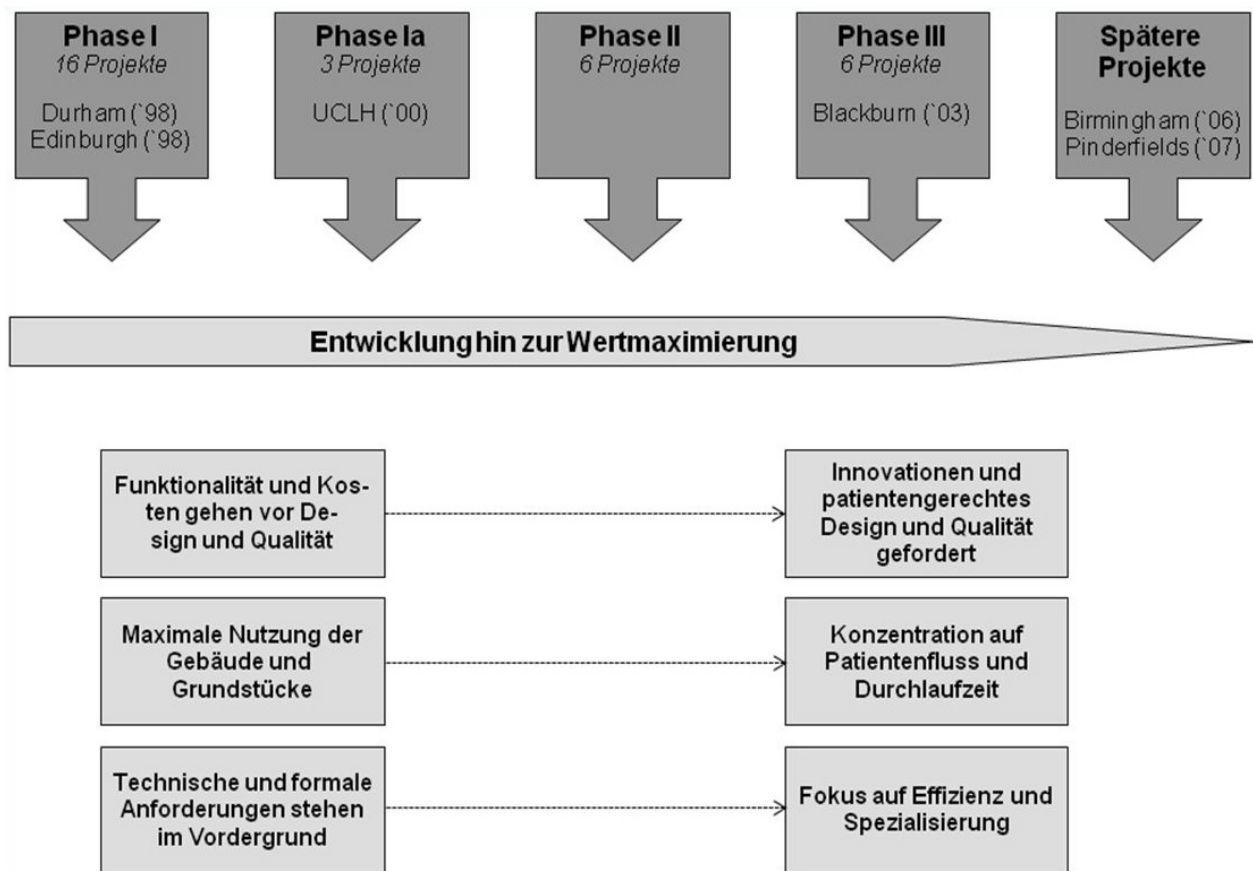 Phase I
16 Projekte
Durham (`98)
Edinburgh (`98)
Phase Ia
3 Projekte
UCLH (`00)
Phase II
6 Projekte
Phase III
6 Projekte
Blackburn (`03)
Spätere
Projekte
Birmingham (`06)
Pinderfields (`07)
Entwicklung hin zur Wertmaximierung
Funktionalität und Kos-
ten gehen vor De-
sign und Qualität
Innovationen und
patientengerechtes
Design und Qualität
gefordert
Maximale Nutzung der
Gebäude und
Grundstücke
Konzentration auf
Patientenfluss und
Durchlaufzeit
Technische und formale
Anforderungen stehen
im Vordergrund
Fokus auf Effizienz und
Spezialisierung